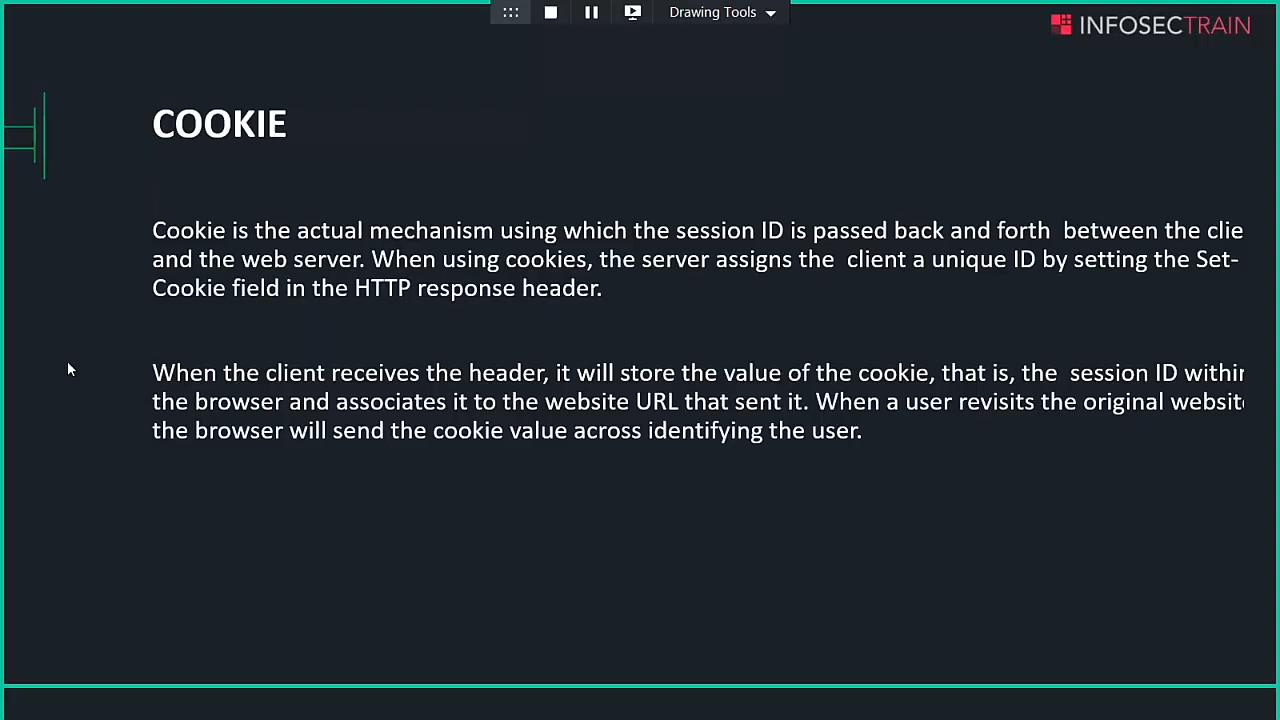 Drawing Tools
INFOSECTRAIN
COOKIE
Cookie is the actual mechanism using which the session ID is passed back and forth between the clie
and the web server. When using cookies, the server assigns the client a unique ID by setting the Set-
Cookie field in the HTTP response header.
When the client receives the header, it will store the value of the cookie, that is, the session ID within
the browser and associates it to the website URL that sent it. When a user revisits the original website
the browser will send the cookie value across identifying the user.